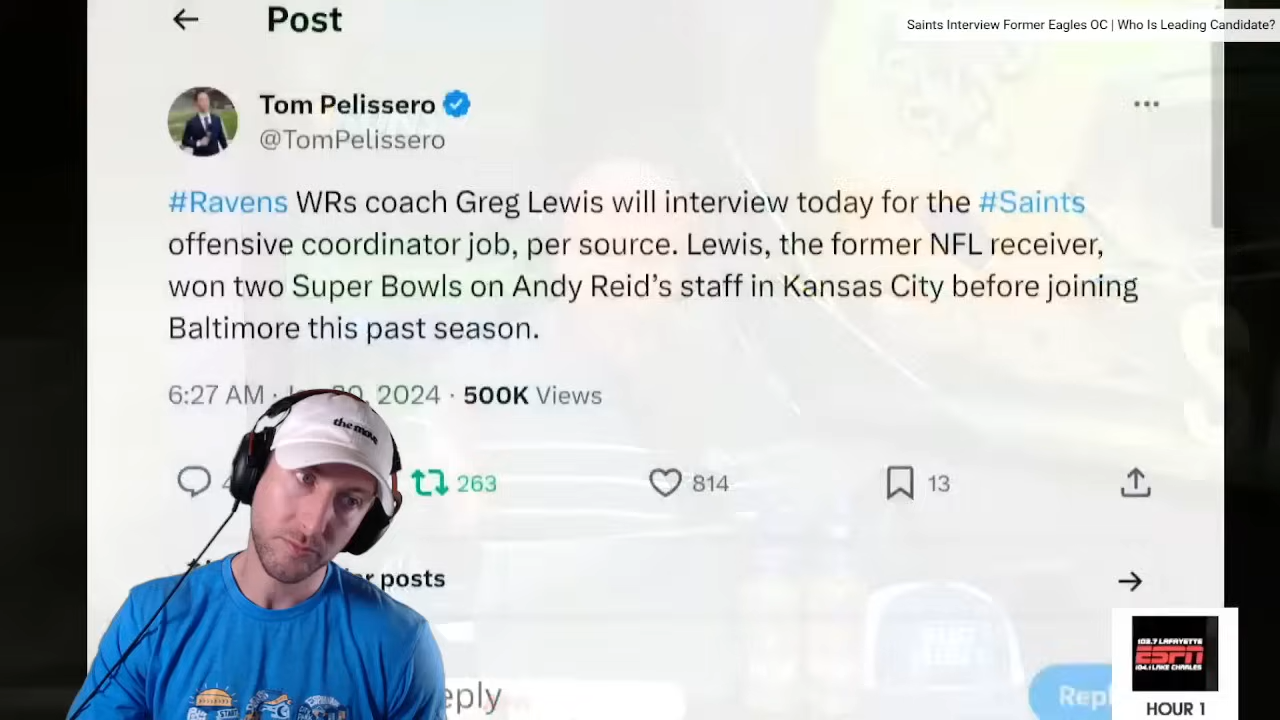 Post
Saints Interview Former Eagles OC | Who Is Leading Candidate?
Tom Pelissero
@TomPelissero
#Ravens WRs coach Greg Lewis will interview today for the #Saints
offensive coordinator job, per source. Lewis, the former NFL receiver,
won two Super Bowls on Andy Reid's staff in Kansas City before joining
Baltimore this past season.
6:27 AM · 2024 · 500K Views
the move
263
814
13
posts
START
103.7 LAFAYETTE
ESPN
104.1 LAKE CHARLES
HOUR 1